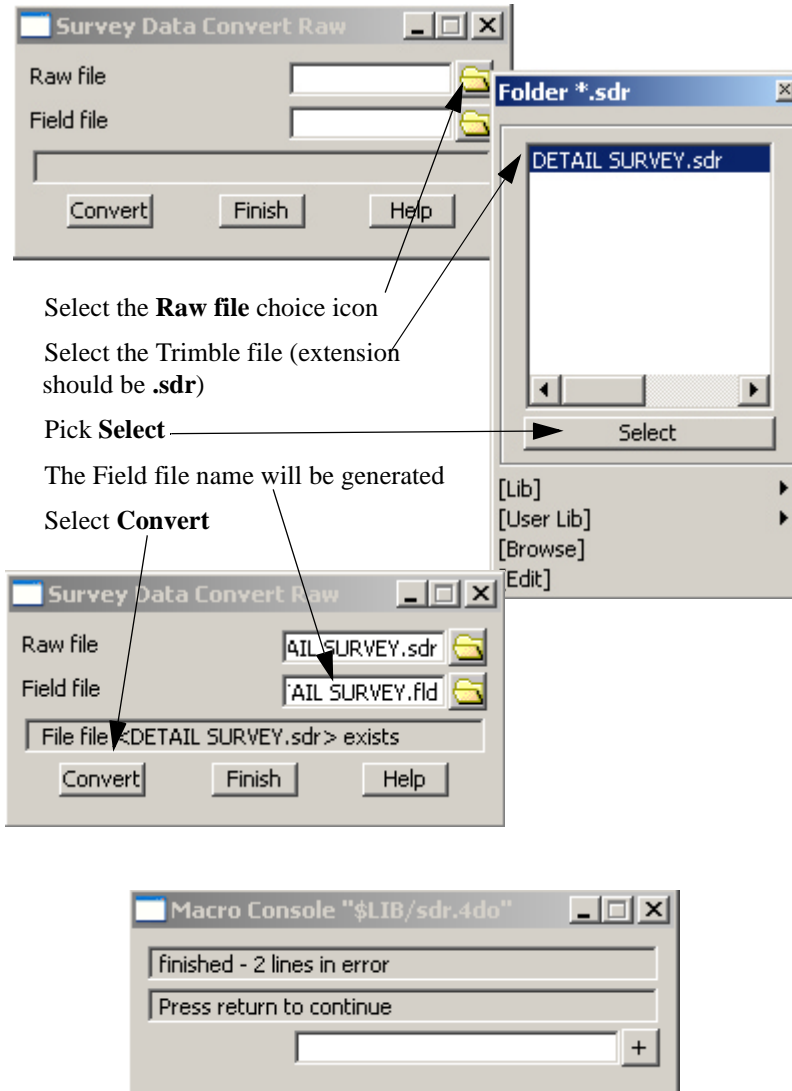 Survey Data Convert Raw
Raw file
Field file
Convert Finish Help
Folder *.sdr
DETAIL SURVEY.sdr
Select
[Lib]
[User Lib]
[Browse]
[Edit]
Select the Raw file choice icon
Select the Trimble file (extension
should be .sdr)
Pick Select
The Field file name will be generated
Select Convert
Survey Data Convert Raw
Raw file AIL SURVEY.sdr
Field file AIL SURVEY.fld
File file <DETAIL SURVEY.sdr> exists
Convert Finish Help
Macro Console "$LIB/sdr.4do"
finished - 2 lines in error
Press return to continue
+